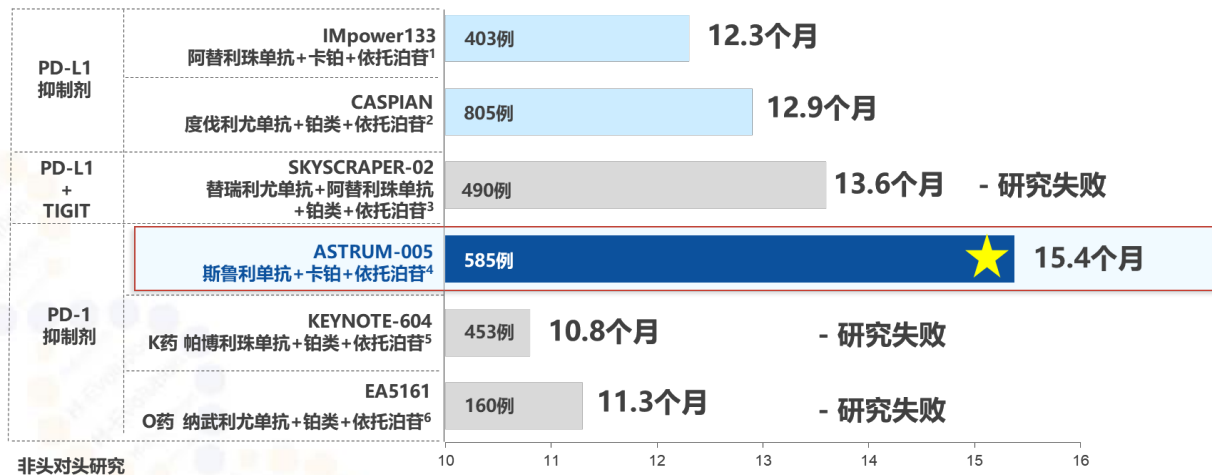 PD-L1
抑制剂
IMpower133
阿替利珠单抗+卡铂+依托泊苷1
403例
12.3个月
CASPIAN
度伐利尤单抗+铂类+依托泊苷2
805例
12.9个月
PD-L1
+
TIGIT
SKYSCRAPER-02
替瑞利尤单抗+阿替利珠单抗
+铂类+依托泊苷3
490例
13.6个月 - 研究失败
PD-1
抑制剂
ASTRUM-005
斯鲁利单抗+卡铂+依托泊苷4
585例
15.4个月
KEYNOTE-604
K药 帕博利珠单抗+铂类+依托泊苷5
453例
10.8个月 - 研究失败
EA5161
O药 纳武利尤单抗+铂类+依托泊苷6
160例
11.3个月 - 研究失败
10 11 12 13 14 15 16
非头对头研究